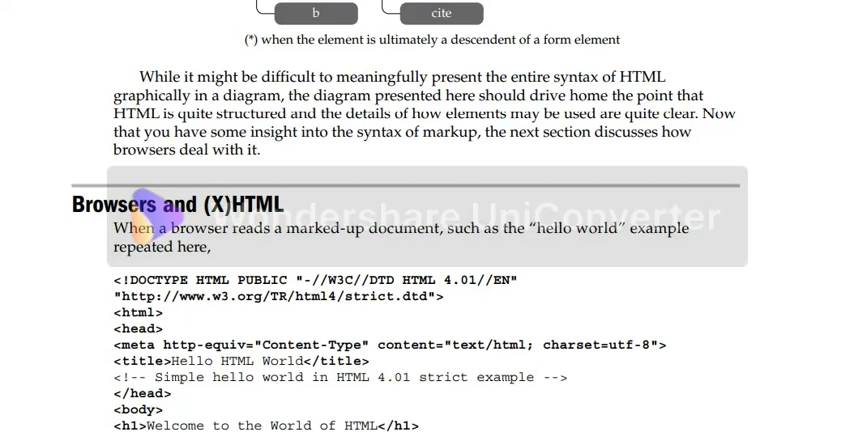 b cite
(*) when the element is ultimately a descendent of a form element
While it might be difficult to meaningfully present the entire syntax of HTML
graphically in a diagram, the diagram presented here should drive home the point that
HTML is quite structured and the details of how elements may be used are quite clear. Now
that you have some insight into the syntax of markup, the next section discusses how
browsers deal with it.
Browsers and (X)HTML
Wondershare UniConverter
When a browser reads a marked-up document, such as the “hello world” example
repeated here,
<!DOCTYPE HTML PUBLIC "-//W3C//DTD HTML 4.01//EN"
"http://www.w3.org/TR/html4/strict.dtd">
<html>
<head>
<meta http-equiv="Content-Type" content="text/html; charset=utf-8">
<title>Hello HTML World</title>
<!-- Simple hello world in HTML 4.01 strict example -->
</head>
<body>
<h1>Welcome to the World of HTML</h1>